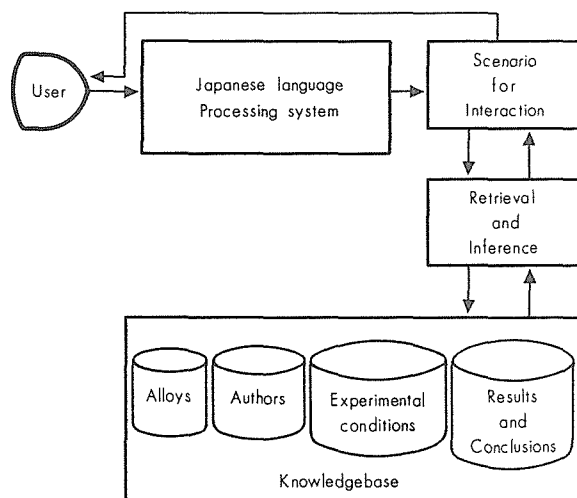 User
Japanese language
Processing system
Scenario
for
Interaction
Retrieval
and
Inference
Alloys
Authors
Experimental
conditions
Results
and
Conclusions
Knowledgebase